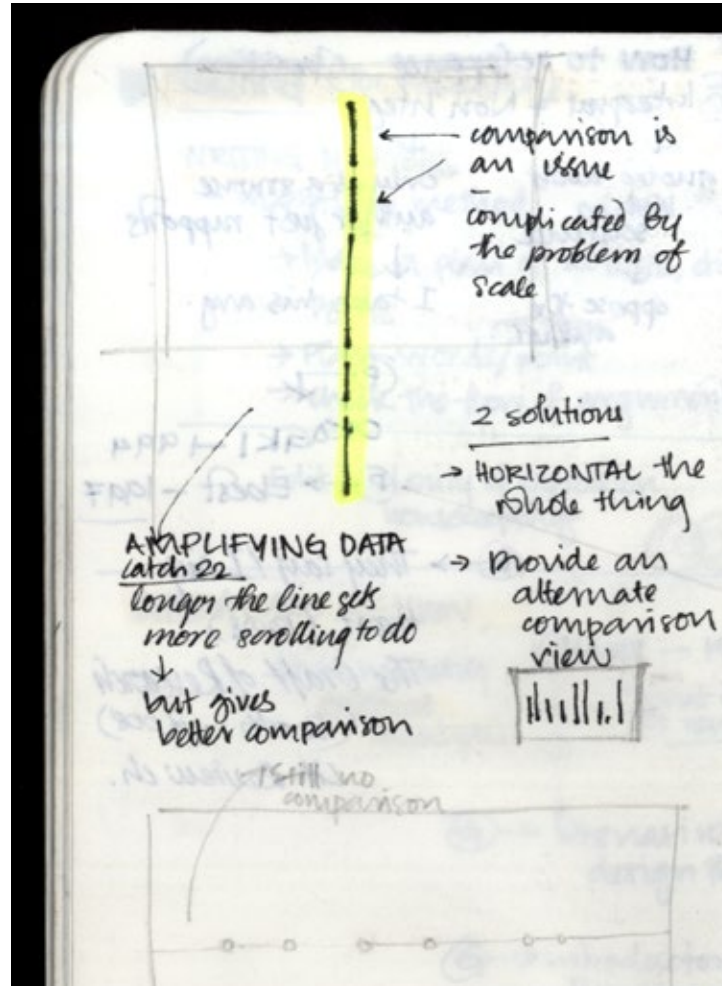 comparison is
an issue
—
complicated by
the problem of
scale
2 solutions
→ HORIZONTAL the
whole thing
→ Provide an
alternate
comparison
view
AMPLIFYING DATA
Catch 22
longer the line gets
more scrolling to do
↓
but gives
better comparison
still no
comparison